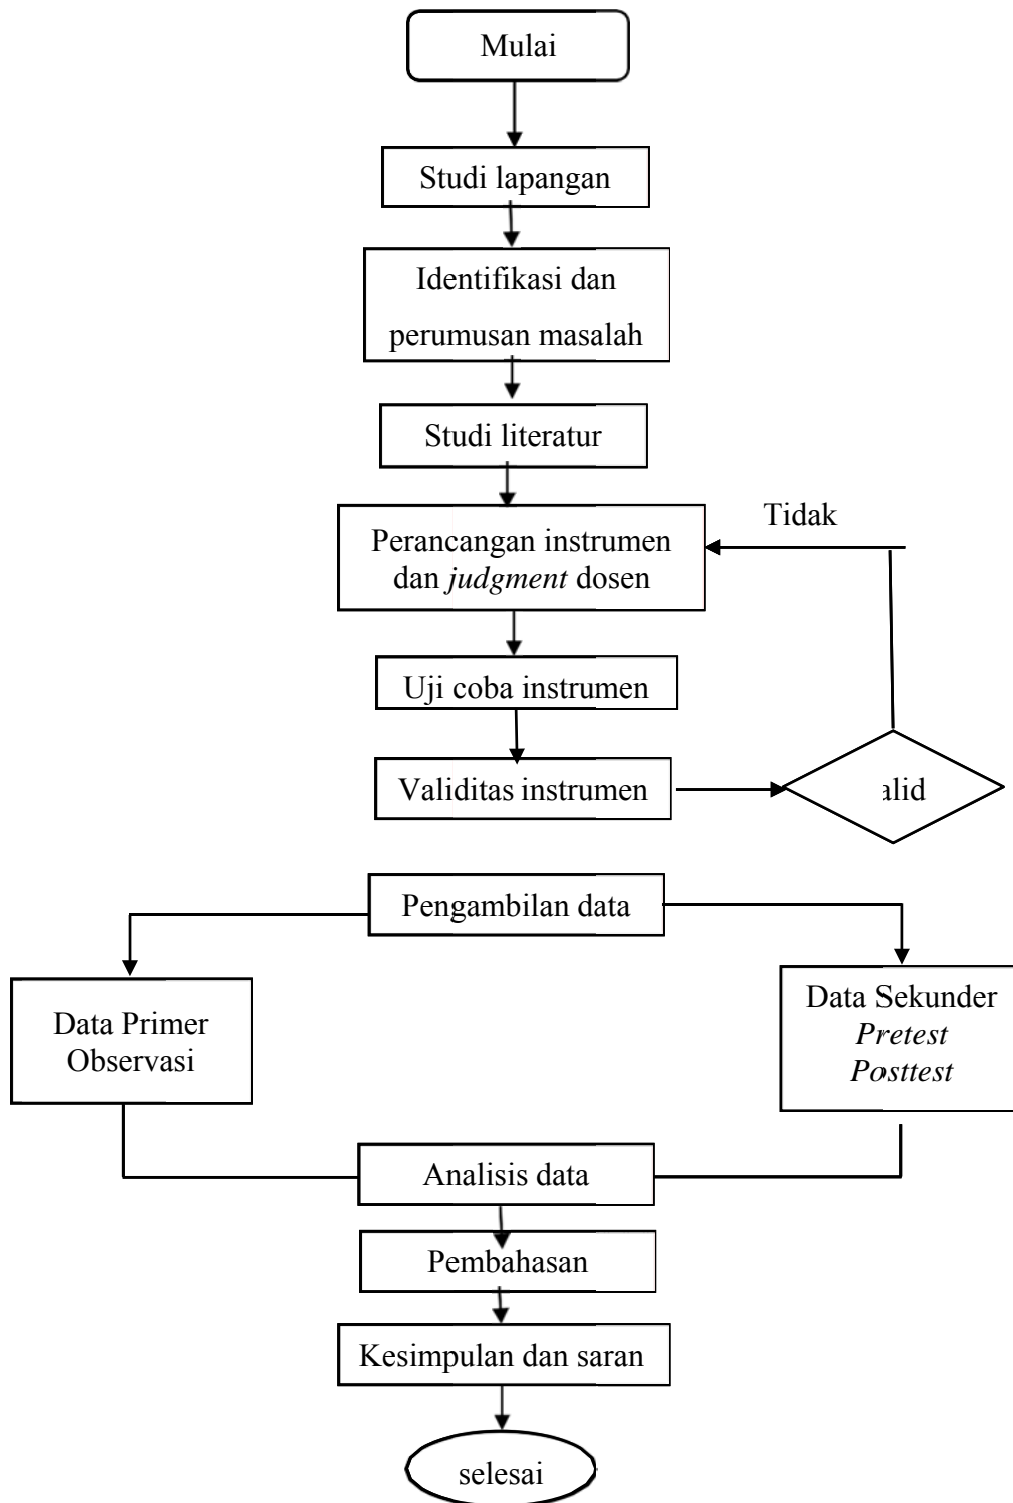 Mulai
Studi lapangan
Identifikasi dan
perumusan masalah
Studi literatur
Tidak
Perancangan instrumen
dan judgment dosen
Uji coba instrumen
Validitas instrumen
alid
Pengambilan data
Data Primer
Observasi
Data Sekunder
Pretest
Posttest
Analisis data
Pembahasan
Kesimpulan dan saran
selesai